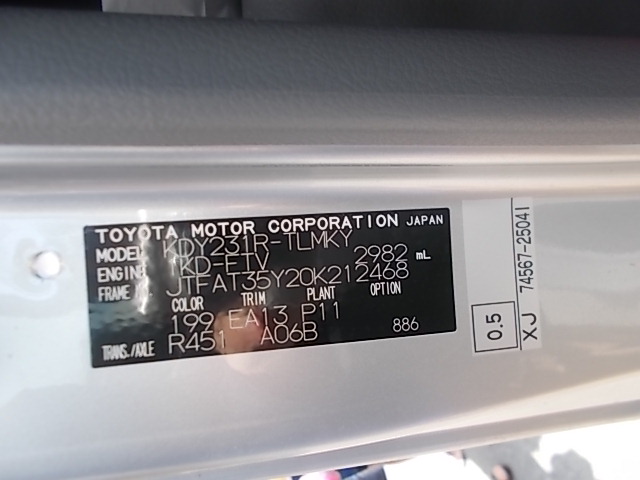 TOYOTA MOTOR CORPORATION JAPAN
MODEL KDY231R-TLMKY
ENGINE 1KD-FTV 2982 mL
FRAME No. JTFAT35Y20K212468
COLOR TRIM PLANT OPTION
199 EA13 P11
TRANS./AXLE R451 A06B 886
0.5
XJ 74567-25041